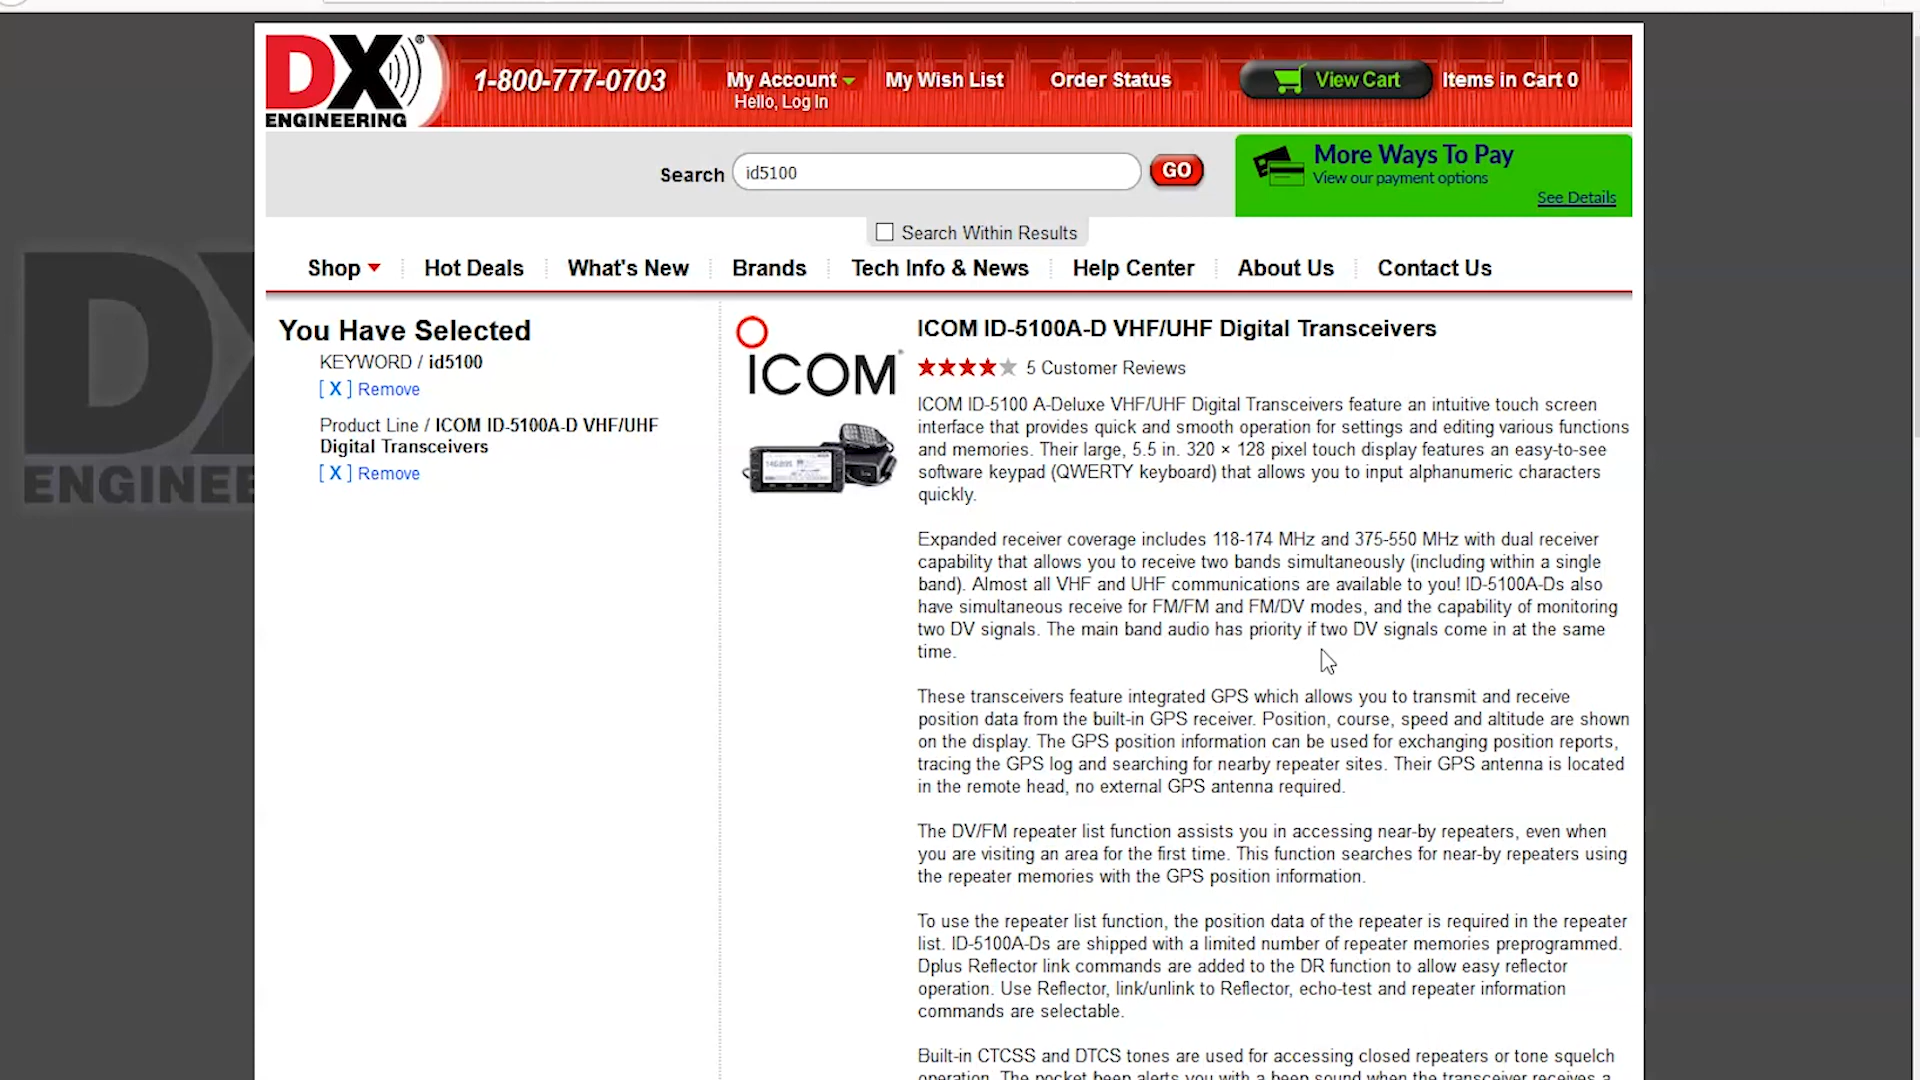 DX
ENGINEERING
1-800-777-0703
My Account
Hello, Log In
My Wish List
Order Status
View Cart
Items in Cart 0
Search
id5100
GO
More Ways To Pay
View our payment options
See Details
Search Within Results
Shop
Hot Deals
What's New
Brands
Tech Info & News
Help Center
About Us
Contact Us
DX
ENGINEE
You Have Selected
KEYWORD / id5100
[ X ] Remove
Product Line / ICOM ID-5100A-D VHF/UHF
Digital Transceivers
[ X ] Remove
ICOM
ICOM ID-5100A-D VHF/UHF Digital Transceivers
5 Customer Reviews
ICOM ID-5100 A-Deluxe VHF/UHF Digital Transceivers feature an intuitive touch screen
interface that provides quick and smooth operation for settings and editing various functions
and memories. Their large, 5.5 in. 320 × 128 pixel touch display features an easy-to-see
software keypad (QWERTY keyboard) that allows you to input alphanumeric characters
quickly.
Expanded receiver coverage includes 118-174 MHz and 375-550 MHz with dual receiver
capability that allows you to receive two bands simultaneously (including within a single
band). Almost all VHF and UHF communications are available to you! ID-5100A-Ds also
have simultaneous receive for FM/FM and FM/DV modes, and the capability of monitoring
two DV signals. The main band audio has priority if two DV signals come in at the same
time.
These transceivers feature integrated GPS which allows you to transmit and receive
position data from the built-in GPS receiver. Position, course, speed and altitude are shown
on the display. The GPS position information can be used for exchanging position reports,
tracing the GPS log and searching for nearby repeater sites. Their GPS antenna is located
in the remote head, no external GPS antenna required.
The DV/FM repeater list function assists you in accessing near-by repeaters, even when
you are visiting an area for the first time. This function searches for near-by repeaters using
the repeater memories with the GPS position information.
To use the repeater list function, the position data of the repeater is required in the repeater
list. ID-5100A-Ds are shipped with a limited number of repeater memories preprogrammed.
Dplus Reflector link commands are added to the DR function to allow easy reflector
operation. Use Reflector, link/unlink to Reflector, echo-test and repeater information
commands are selectable.
Built-in CTCSS and DTCS tones are used for accessing closed repeaters or tone squelch
operation. The pocket beep alerts you with a beep sound when the transceiver receives a